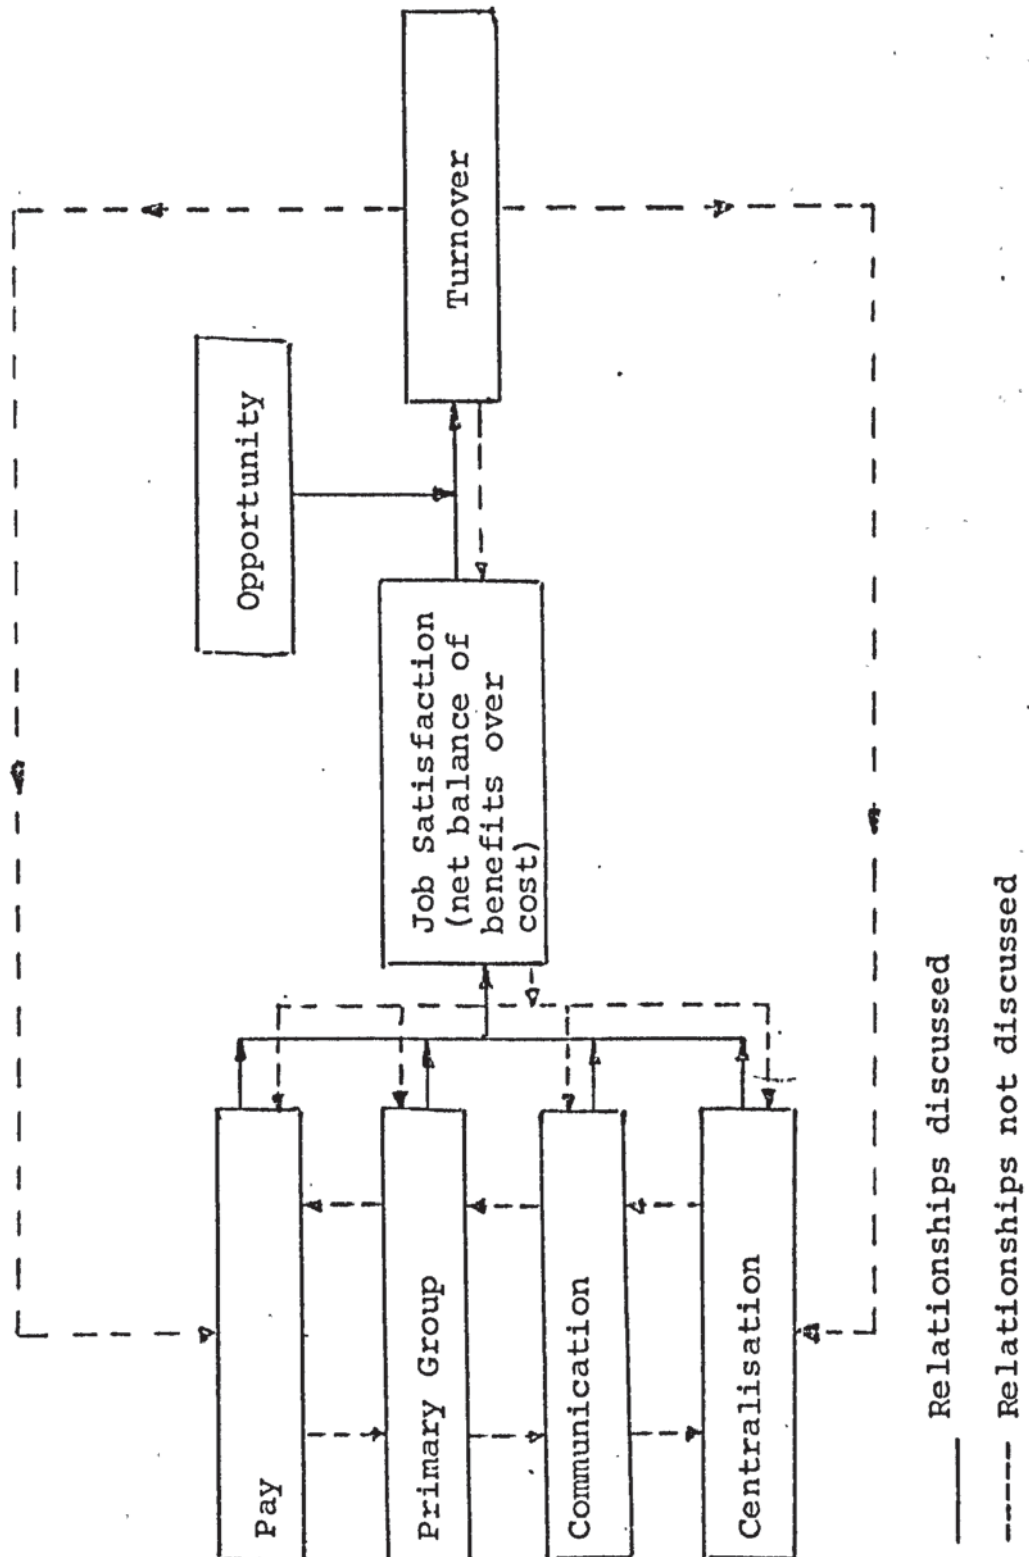 Pay
Primary Group
Communication
Centralisation
Job Satisfaction
(net balance of
benefits over
cost)
Opportunity
Turnover
Relationships discussed
Relationships not discussed